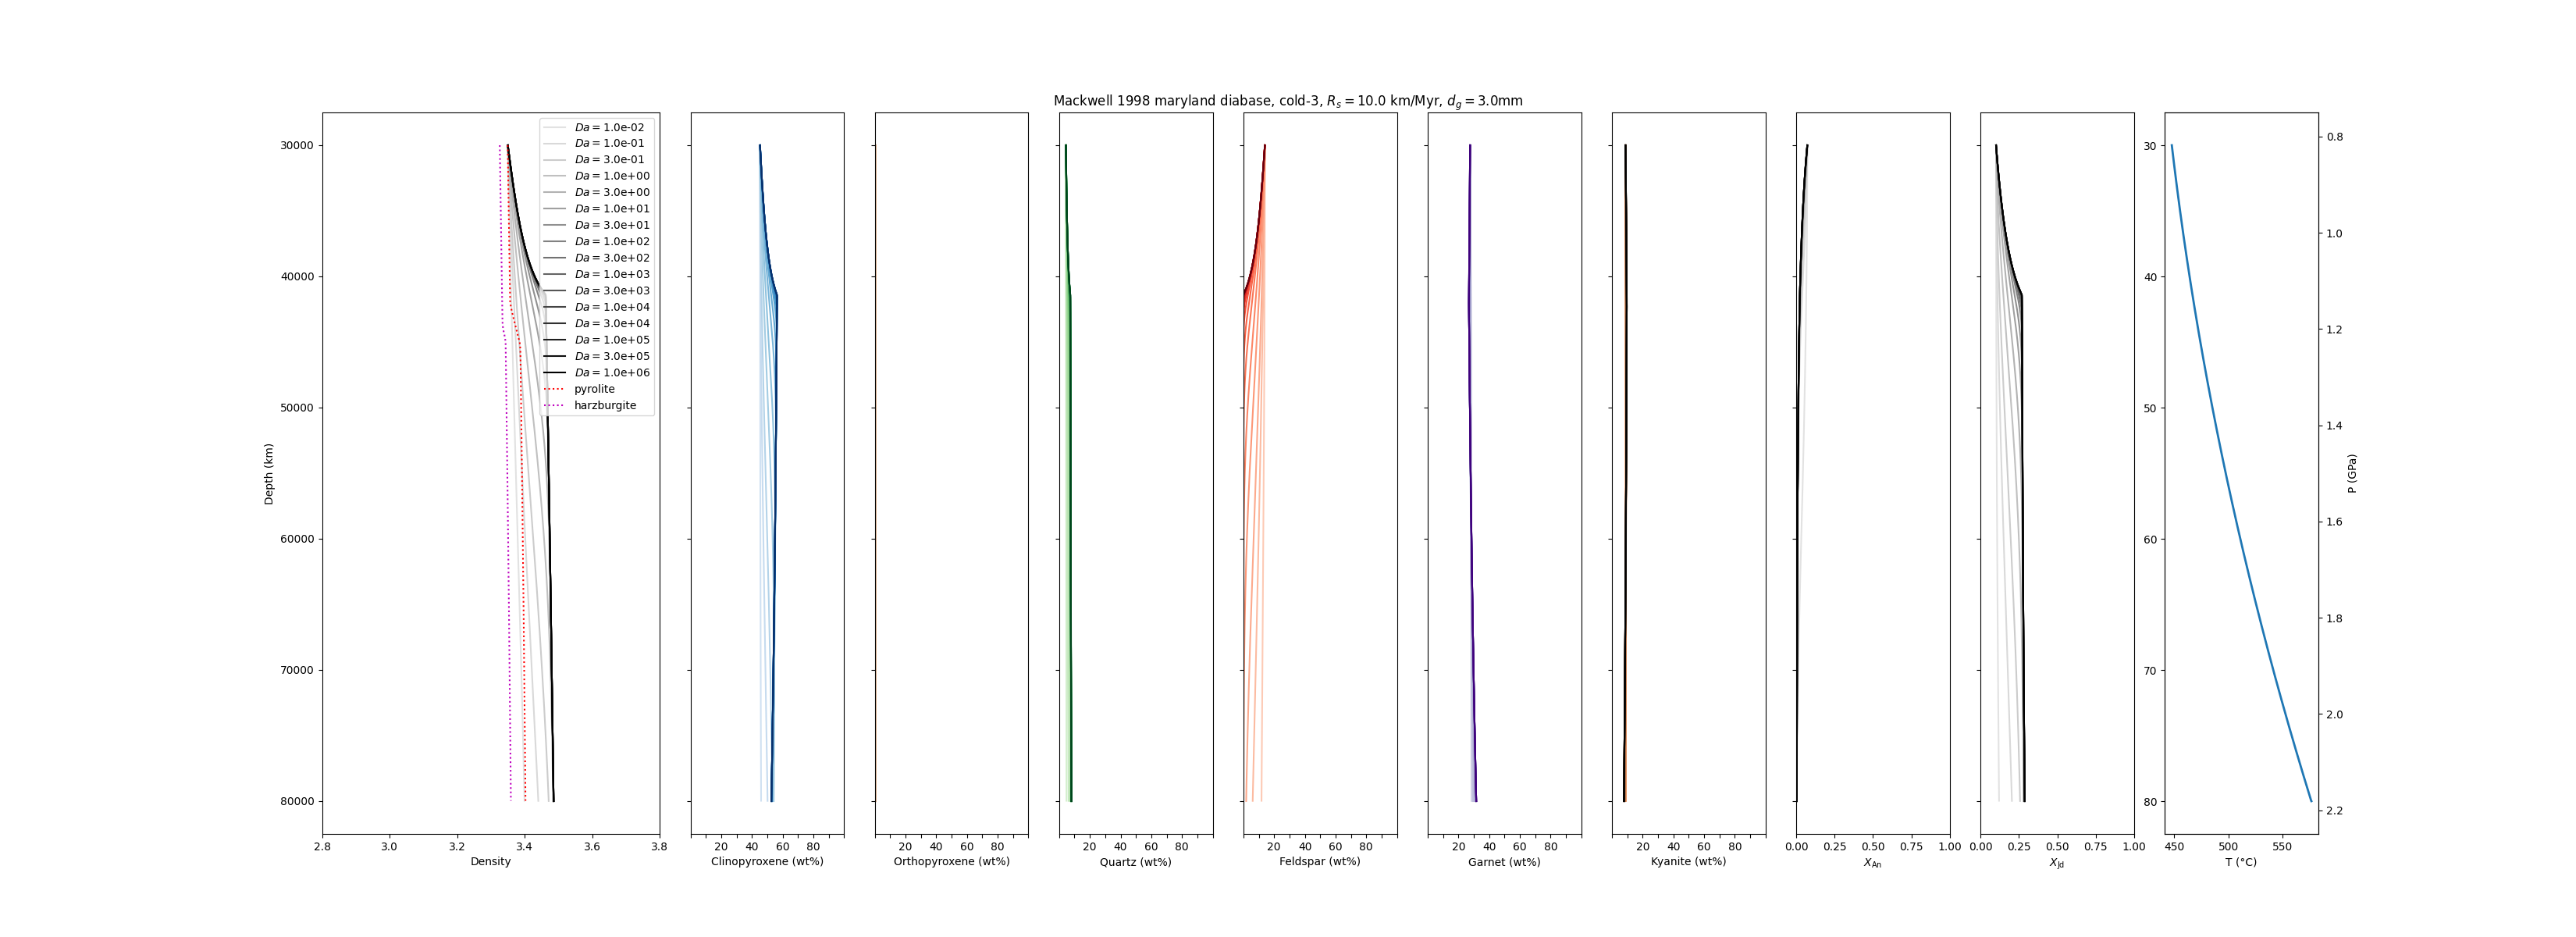 Mackwell 1998 maryland diabase, cold-3, Rs = 10.0 km/Myr, dg = 3.0mm
Da = 1.0e-02
Da = 1.0e-01
Da = 3.0e-01
Da = 1.0e+00
Da = 3.0e+00
Da = 1.0e+01
Da = 3.0e+01
Da = 1.0e+02
Da = 3.0e+02
Da = 1.0e+03
Da = 3.0e+03
Da = 1.0e+04
Da = 3.0e+04
Da = 1.0e+05
Da = 3.0e+05
Da = 1.0e+06
pyrolite
harzburgite
Depth (km)
30000
40000
50000
60000
70000
80000
2.8 3.0 3.2 3.4 3.6 3.8
Density
20 40 60 80
Clinopyroxene (wt%)
20 40 60 80
Orthopyroxene (wt%)
20 40 60 80
Quartz (wt%)
20 40 60 80
Feldspar (wt%)
20 40 60 80
Garnet (wt%)
20 40 60 80
Kyanite (wt%)
0.00 0.25 0.50 0.75 1.00
XAn
0.00 0.25 0.50 0.75 1.00
XJd
30
40
50
60
70
80
450 500 550
T (°C)
0.8
1.0
1.2
1.4
1.6
1.8
2.0
2.2
P (GPa)